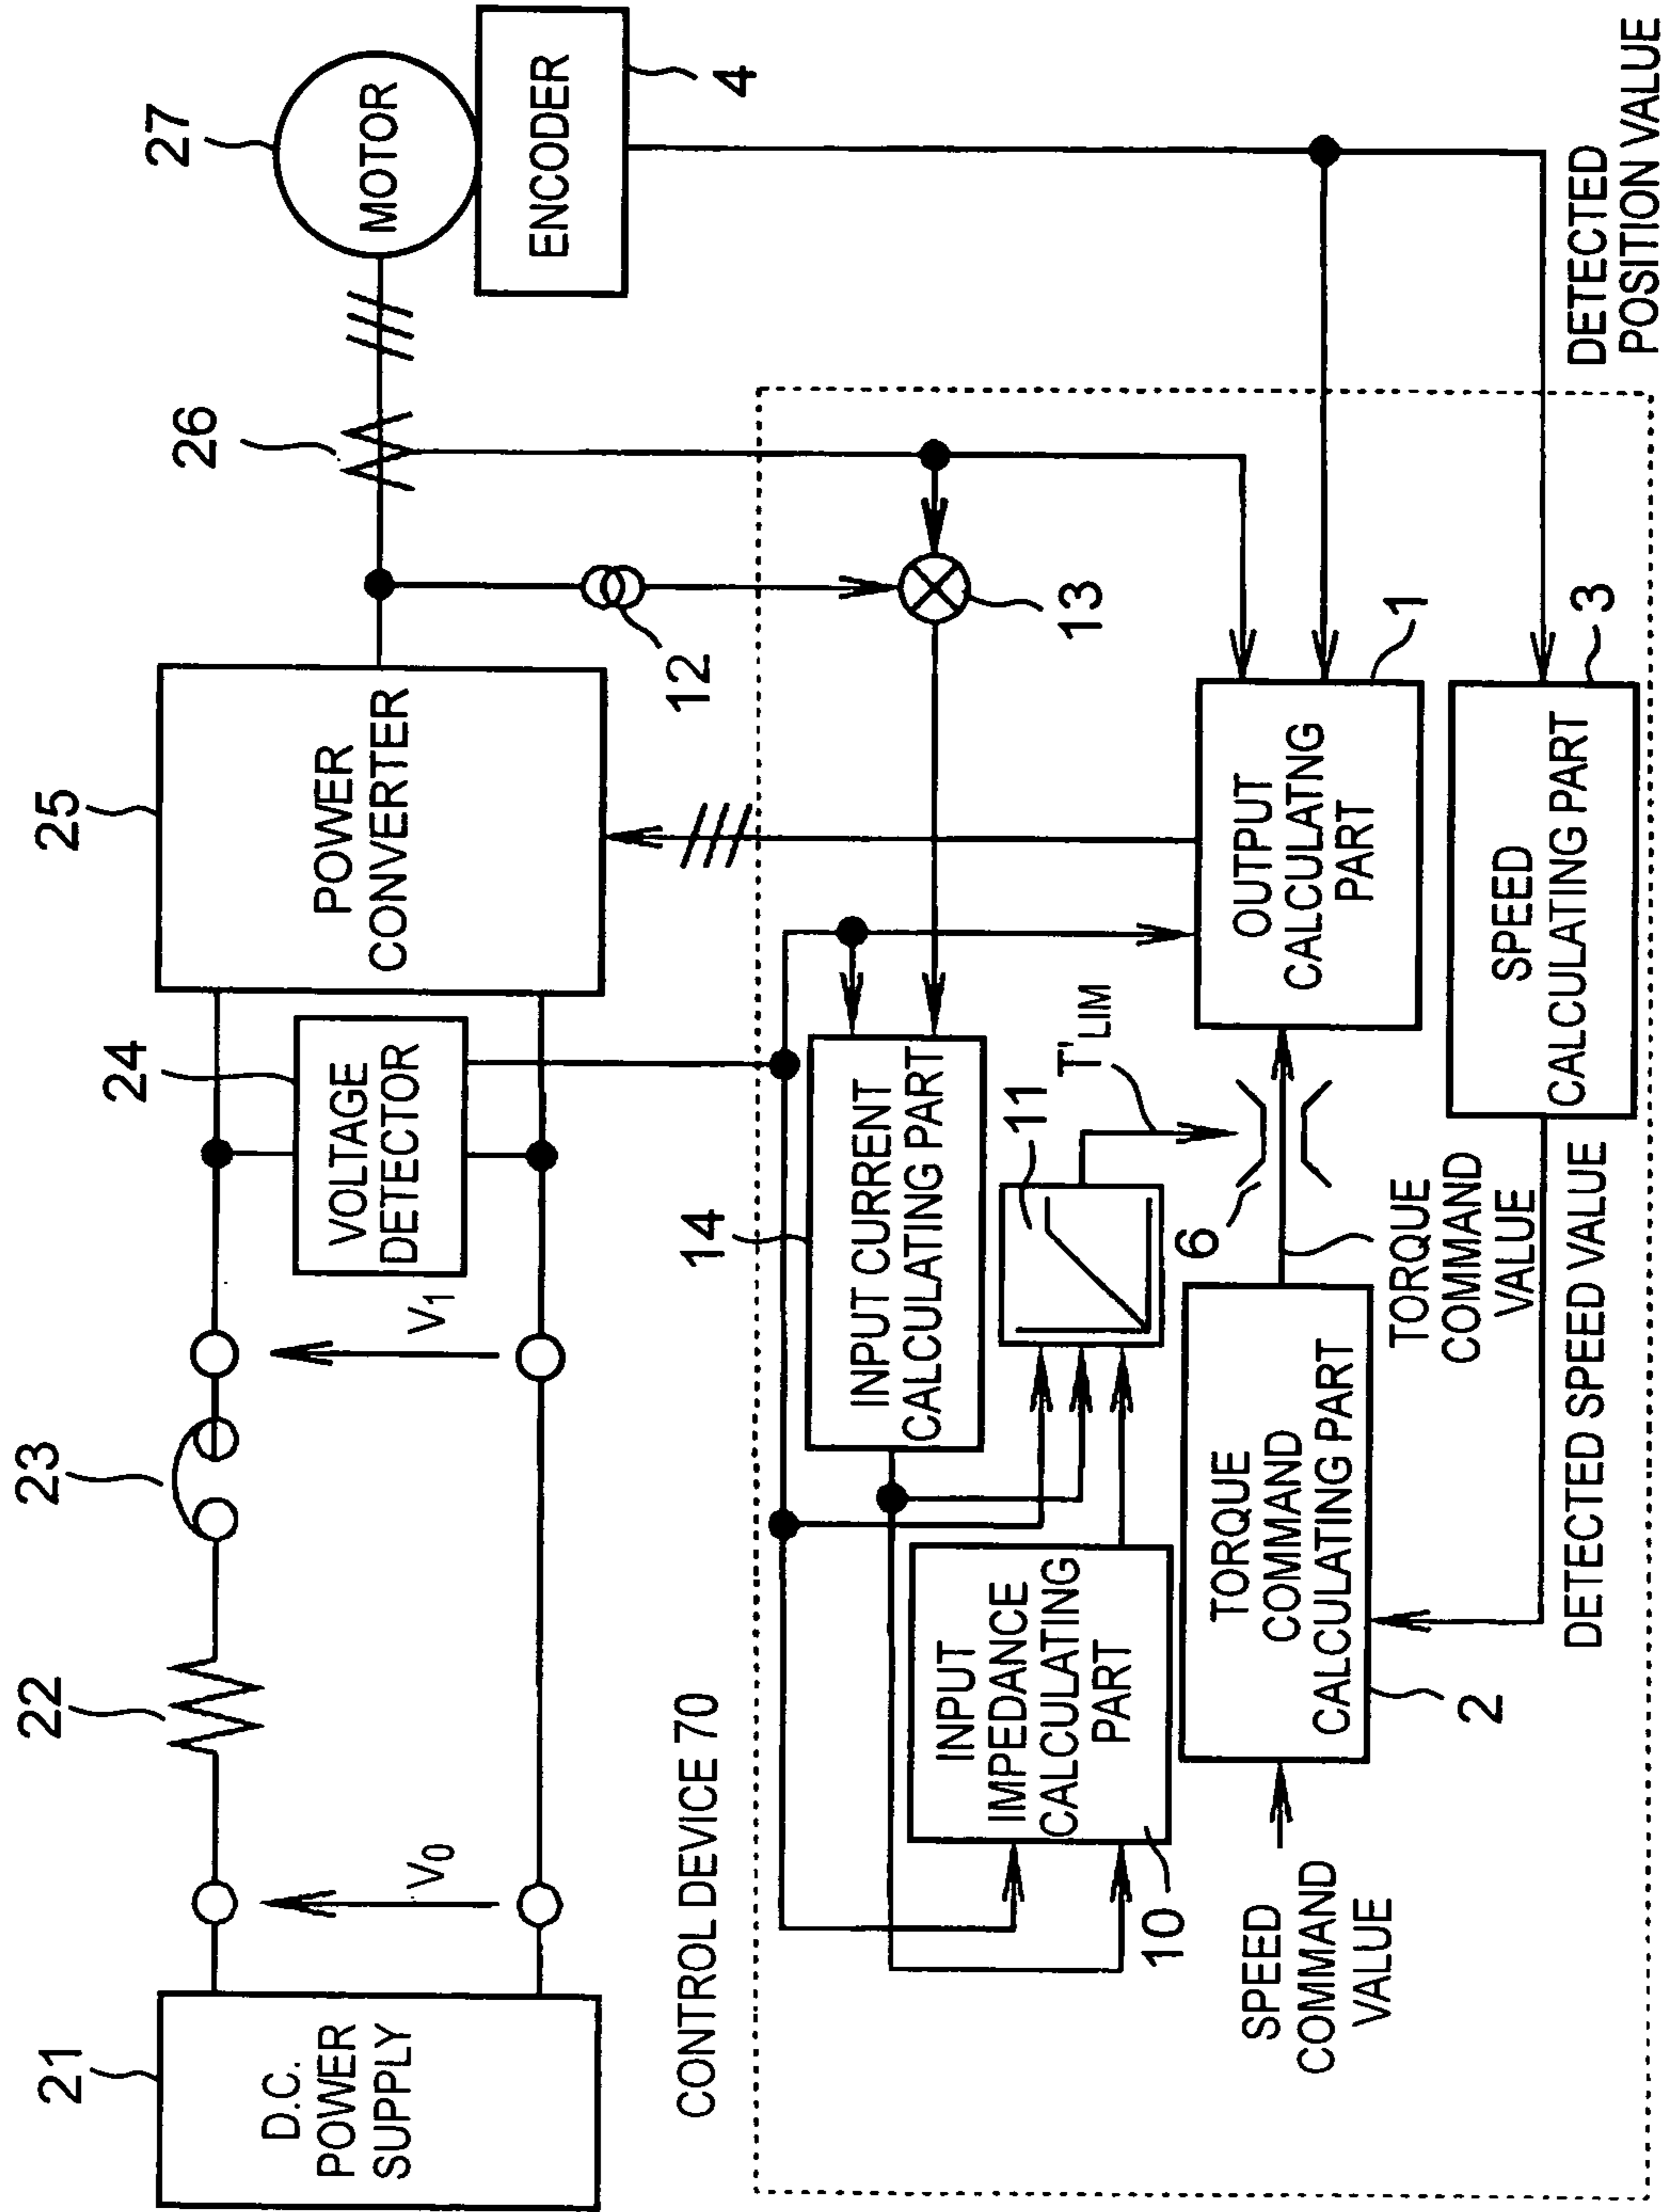 21
D.C.
POWER
SUPPLY
V0
22
23
V1
24
VOLTAGE
DETECTOR
25
POWER
CONVERTER
26
27
MOTOR
ENCODER
4
12
13
CONTROL DEVICE 70
14
INPUT CURRENT
CALCULATING PART
11
T'LIM
INPUT
IMPEDANCE
CALCULATING
PART
10
6
OUTPUT
CALCULATING
PART
1
SPEED
COMMAND
VALUE
TORQUE
COMMAND
CALCULATING PART
2
TORQUE
COMMAND
VALUE
SPEED
CALCULATING PART
3
DETECTED SPEED VALUE
DETECTED
POSITION VALUE